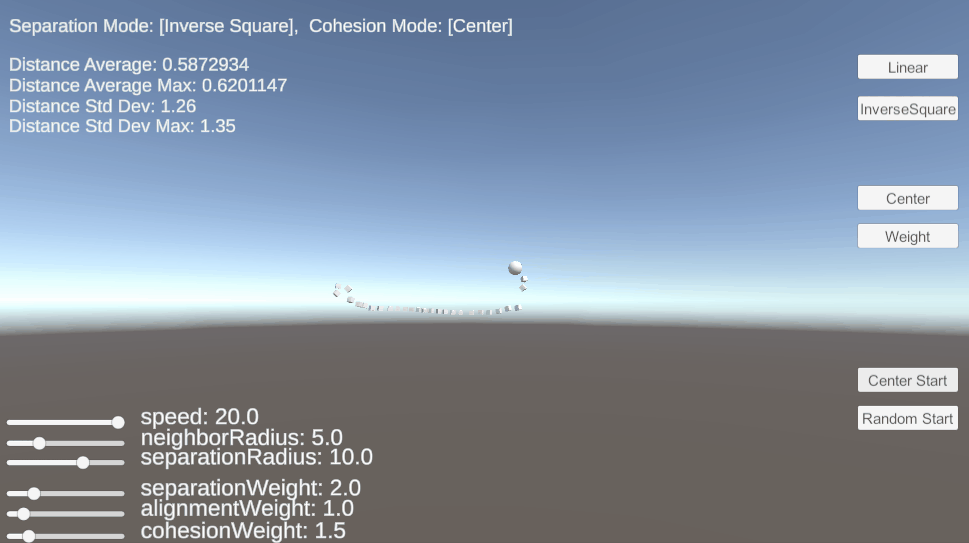 Separation Mode: [Inverse Square],  Cohesion Mode: [Center]
Distance Average: 0.5872934
Distance Average Max: 0.6201147
Distance Std Dev: 1.26
Distance Std Dev Max: 1.35
Linear
InverseSquare
Center
Weight
Center Start
Random Start
speed: 20.0
neighborRadius: 5.0
separationRadius: 10.0
separationWeight: 2.0
alignmentWeight: 1.0
cohesionWeight: 1.5